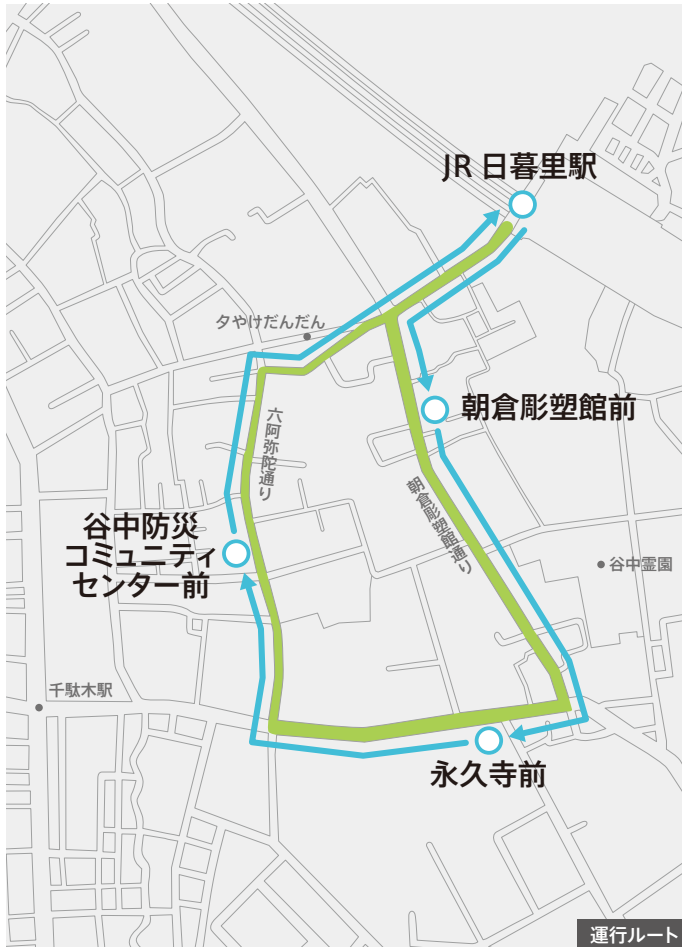 JR 日暮里駅
夕やけだんだん
朝倉彫塑館前
六阿弥陀通り
朝倉彫塑館通り
谷中防災
コミュニティ
センター前
谷中霊園
千駄木駅
永久寺前
運行ルート